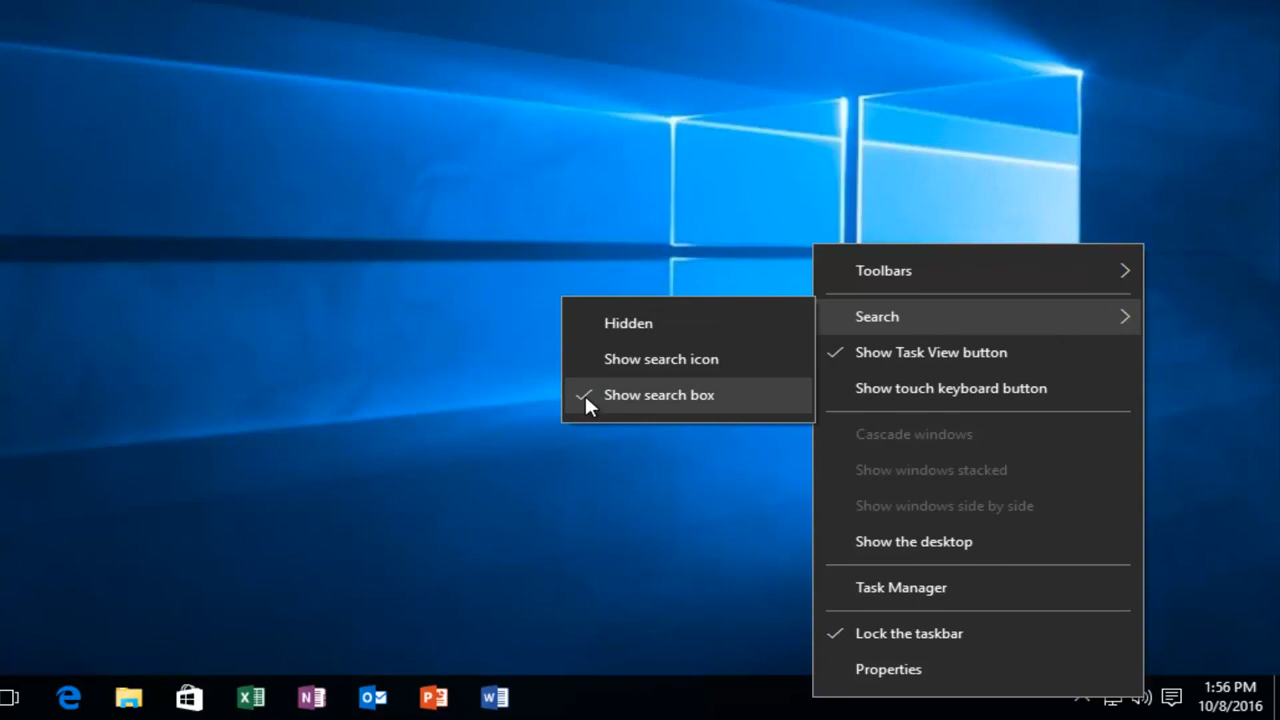 Toolbars
Search
Show Task View button
Show touch keyboard button
Cascade windows
Show windows stacked
Show windows side by side
Show the desktop
Task Manager
Lock the taskbar
Properties
Hidden
Show search icon
Show search box
1:56 PM
10/8/2016